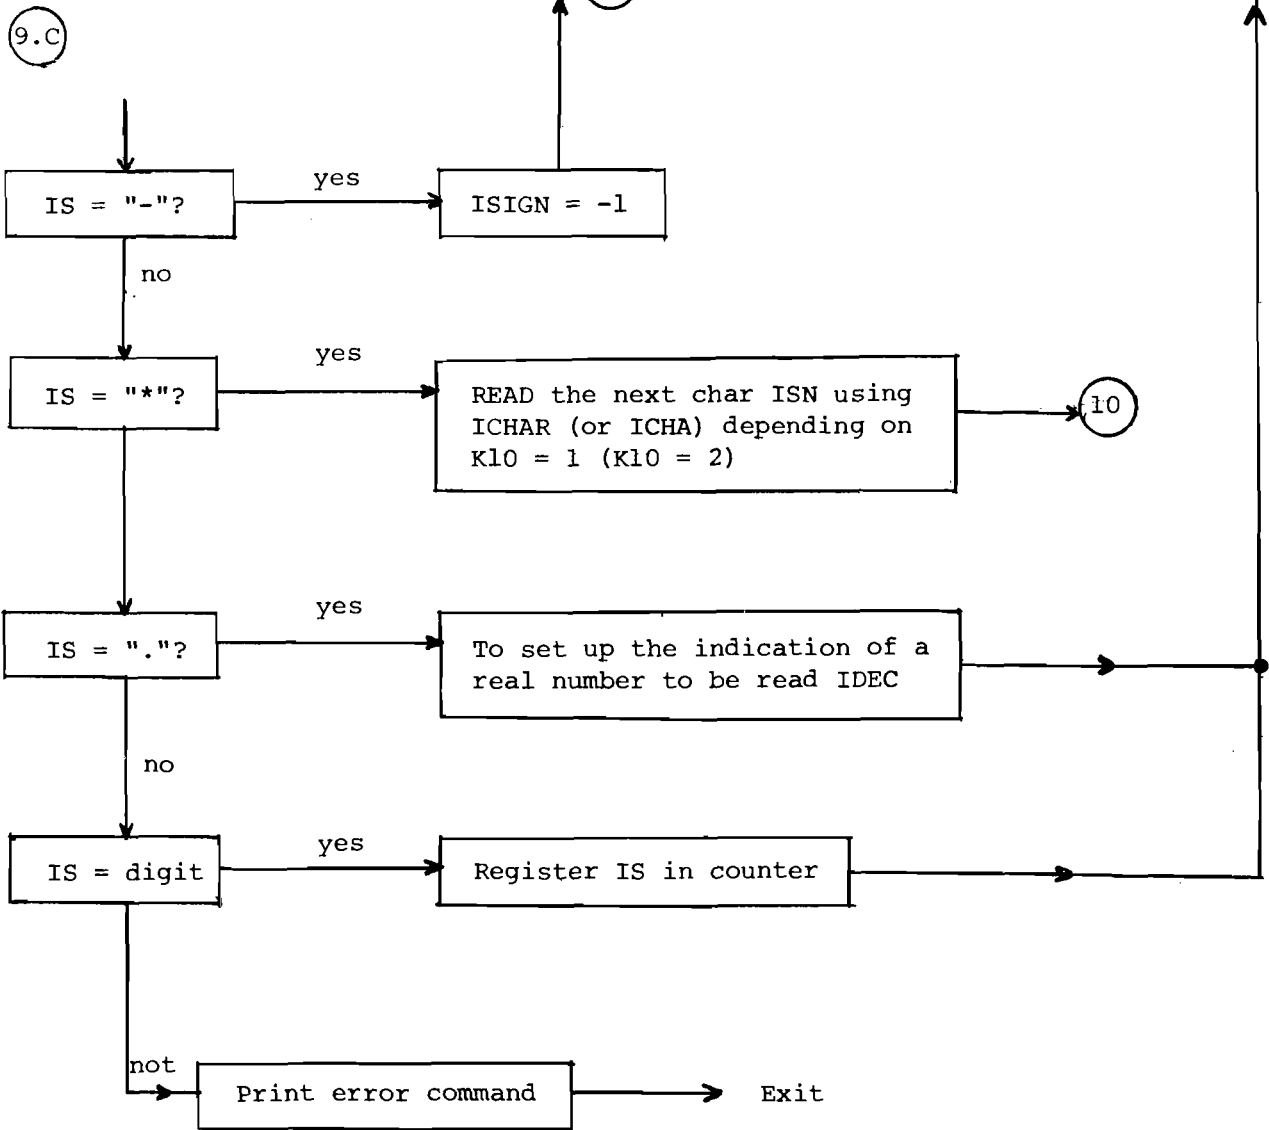 9.C
IS = "-"?
yes
ISIGN = -1
no
IS = "*"?
yes
READ the next char ISN using
ICHAR (or ICHA) depending on
K10 = 1 (K10 = 2)
10
IS = "."?
yes
To set up the indication of a
real number to be read IDEC
no
IS = digit
yes
Register IS in counter
not
Print error command
Exit